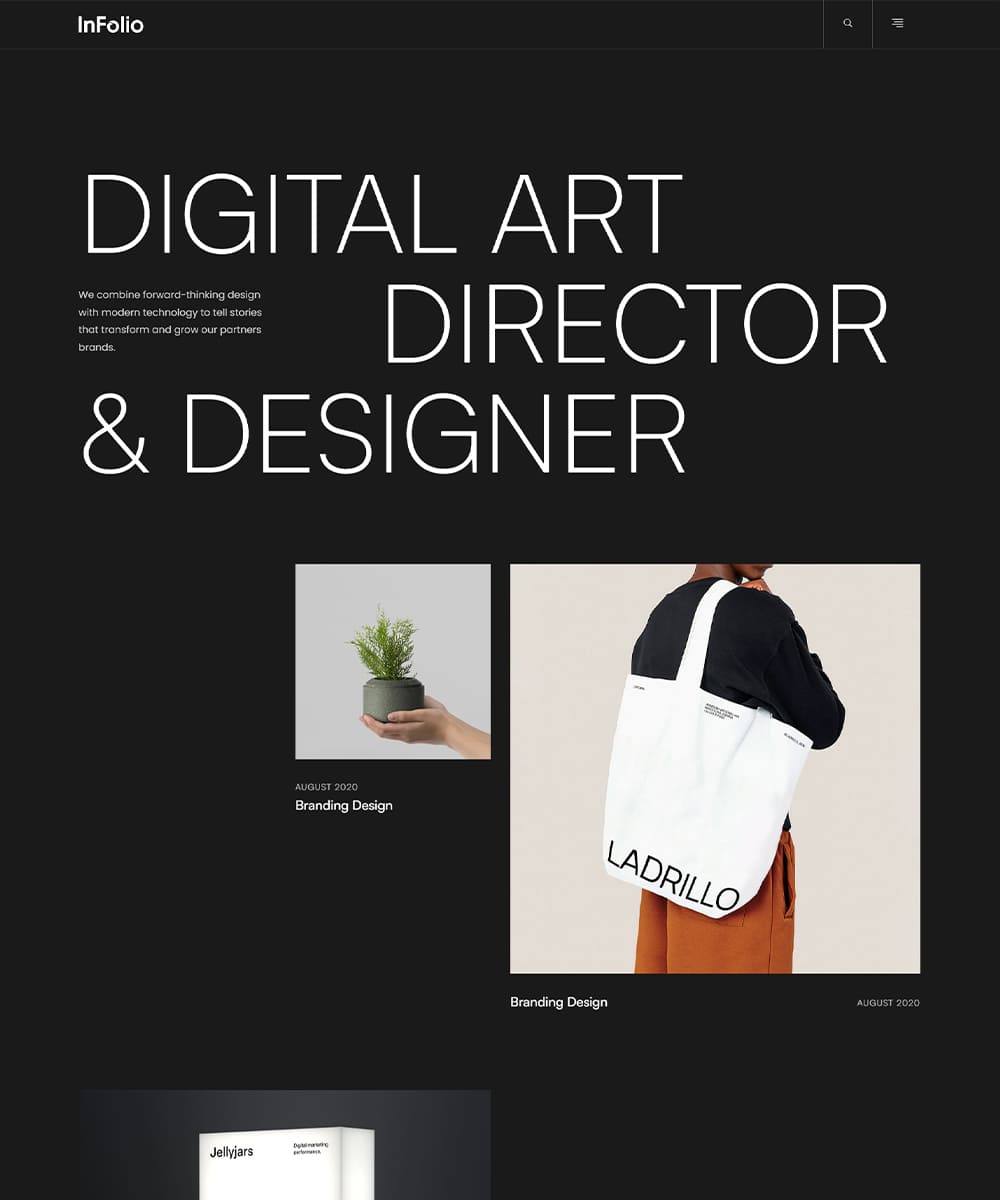 InFolio
DIGITAL ART
We combine forward-thinking design
with modern technology to tell stories
that transform and grow our partners
brands.
DIRECTOR
& DESIGNER
AUGUST 2020
Branding Design
LADRILLO
Branding Design
AUGUST 2020
Jellyjars
Digital marketing
performance.